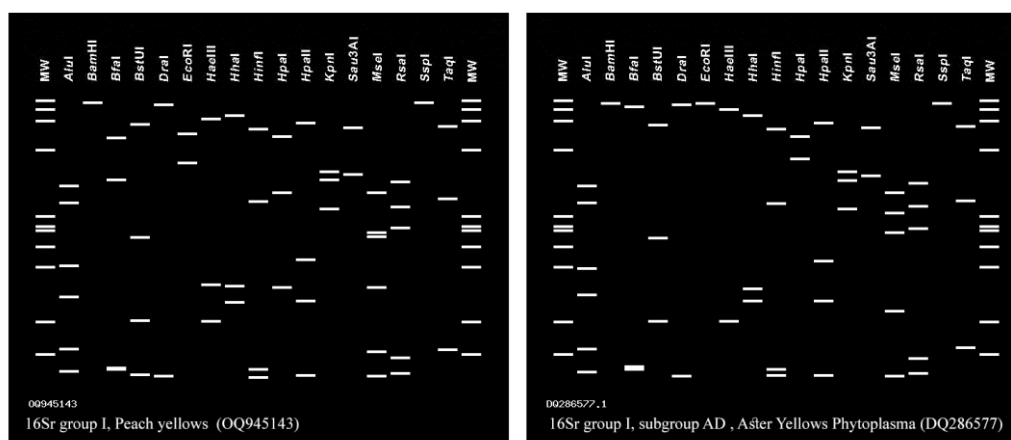 MW AluI BamHI BfaI BstUI DraI EcoRI HaeIII HhaI HinfI HpaI HpaII KpnI Sau3AI MseI RsaI SspI TaqI MW
OQ945143
16Sr group I, Peach yellows (OQ945143)
MW AluI BamHI BfaI BstUI DraI EcoRI HaeIII HhaI HinfI HpaI HpaII KpnI Sau3AI MseI RsaI SspI TaqI MW
DQ286577.1
16Sr group I, subgroup AD , Aster Yellows Phytoplasma (DQ286577)